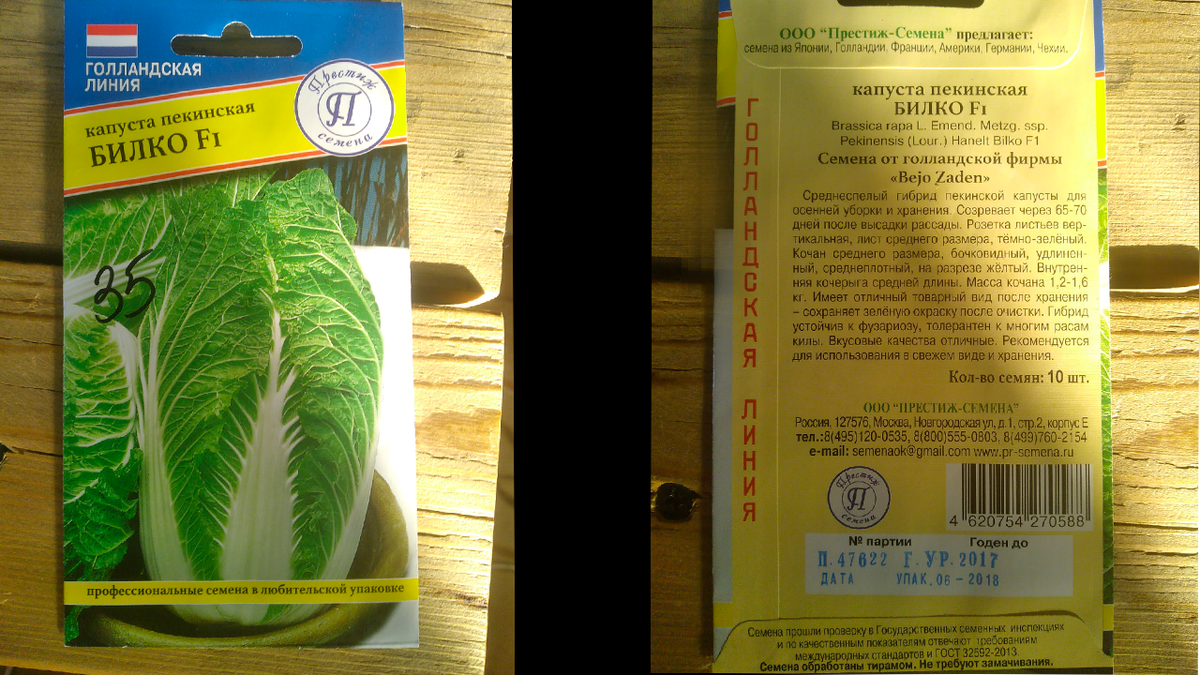 ГОЛЛАНДСКАЯ
ЛИНИЯ
Престиж
П
семена
капуста пекинская
БИЛКО F1
35
профессиональные семена в любительской упаковке
ООО “Престиж-Семена” предлагает:
семена из Японии, Голландии, Франции, Америки, Германии, Чехии.
ГОЛЛАНДСКАЯ ЛИНИЯ
капуста пекинская
БИЛКО F1
Brassica rapa L. Emend. Metzg. ssp.
Pekinensis (Lour.) Hanelt Bilko F1
Семена от голландской фирмы
«Bejo Zaden»
Среднеспелый гибрид пекинской капусты для
осенней уборки и хранения. Созревает через 65-70
дней после высадки рассады. Розетка листьев вер-
тикальная, лист среднего размера, тёмно-зелёный.
Кочан среднего размера, бочковидный, удлинен-
ный, среднеплотный, на разрезе жёлтый. Внутрен-
няя кочерыга средней длины. Масса кочана 1,2-1,6
кг. Имеет отличный товарный вид после хранения
– сохраняет зелёную окраску после очистки. Гибрид
устойчив к фузариозу, толерантен к многим расам
килы. Вкусовые качества отличные. Рекомендуется
для использования в свежем виде и хранения.
Кол-во семян: 10 шт.
ООО “ПРЕСТИЖ-СЕМЕНА”
Россия, 127576, Москва, Новгородская ул, д.1, стр.2, корпус Е
тел.:8(495)120-0535, 8(800)555-0803, 8(499)760-2154
e-mail: semenaok@gmail.com www.pr-semena.ru
Престиж
П
семена
4 620754 270588
№ партии Годен до
П.47622 Г.УР.2017
ДАТА УПАК.06-2018
Семена прошли проверку в Государственных семенных инспекциях
и по качественным показателям отвечают требованиям
международных стандартов и ГОСТ 32592-2013.
Семена обработаны тирамом. Не требуют замачивания.